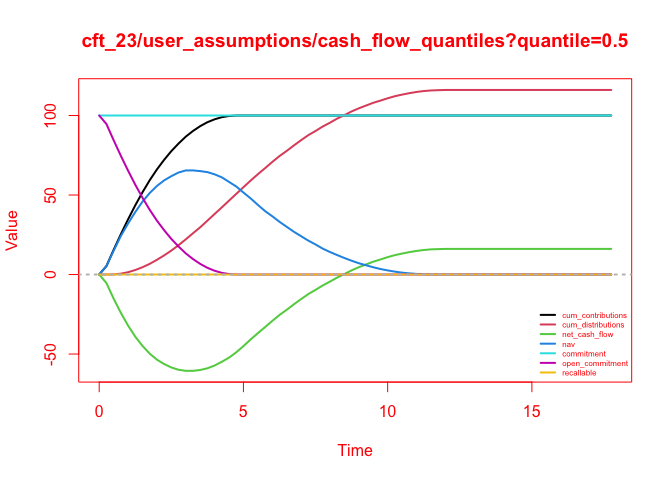 cft_23/user_assumptions/cash_flow_quantiles?quantile=0.5
Value
100
50
0
-50
cum_contributions
cum_distributions
net_cash_flow
nav
commitment
open_commitment
recallable
0 5 10 15
Time